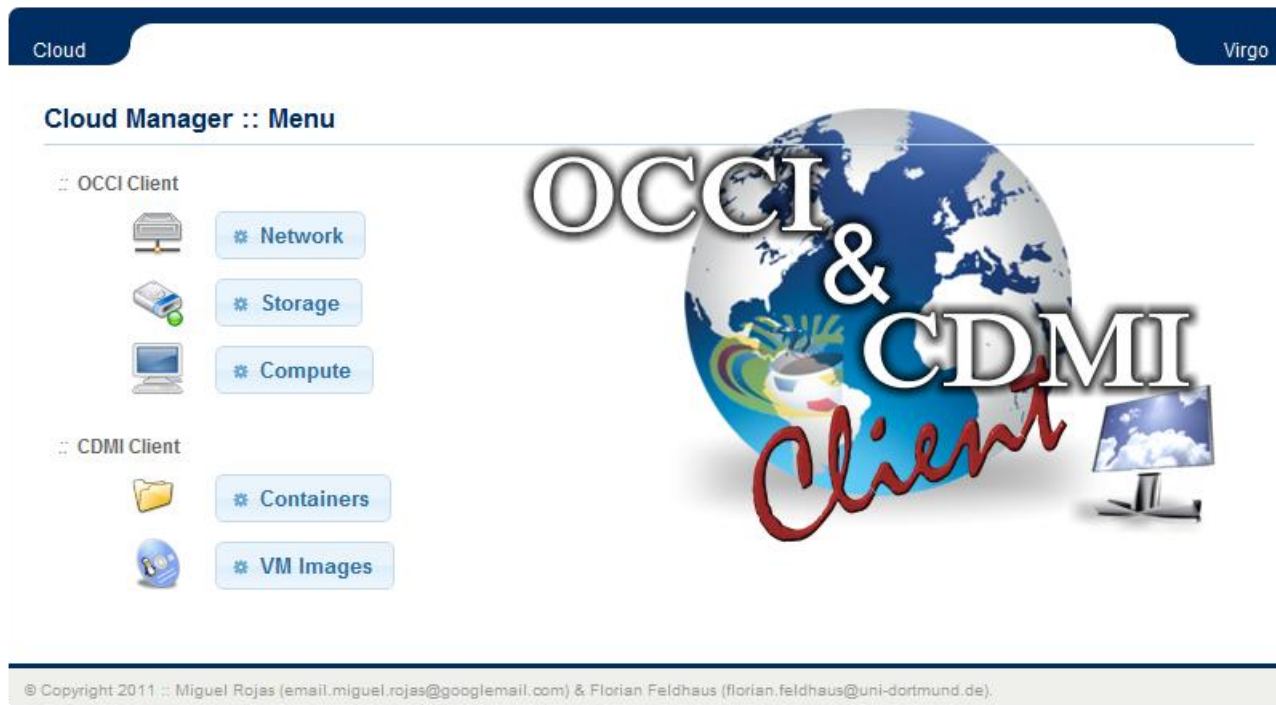 Cloud
Virgo
Cloud Manager :: Menu
:: OCCI Client
Network
Storage
Compute
:: CDMI Client
Containers
VM Images
OCCI
&
CDMI
Client
© Copyright 2011 :: Miguel Rojas (email.miguel.rojas@googlemail.com) & Florian Feldhaus (florian.feldhaus@uni-dortmund.de).